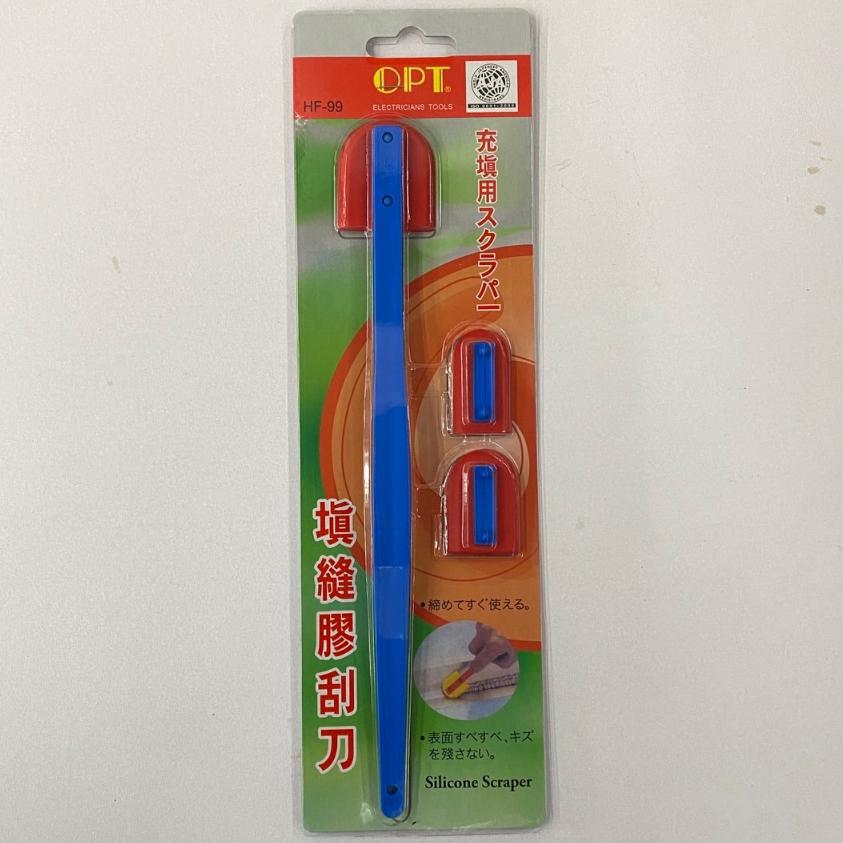 OPT®
HF-99
ELECTRICIANS TOOLS
充塡用スクラパー
塡縫膠刮刀
•締めてすぐ使える。
•表面すべすべ、キズ
を残さない。
Silicone Scraper